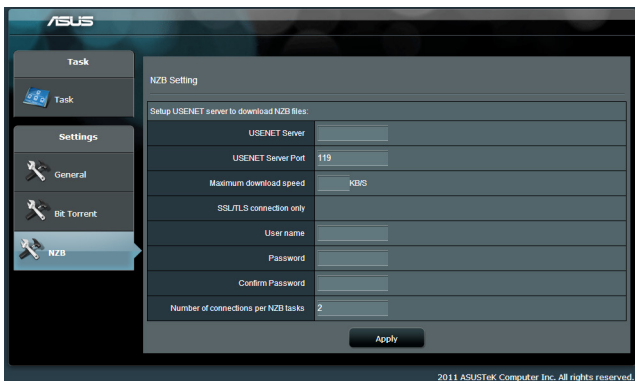 ASUS
Task
Task
Settings
General
Bit Torrent
NZB
NZB Setting
Setup USENET server to download NZB files:
USENET Server
USENET Server Port 119
Maximum download speed KB/S
SSL/TLS connection only
User name
Password
Confirm Password
Number of connections per NZB tasks 2
Apply
2011 ASUSTeK Computer Inc. All rights reserved.